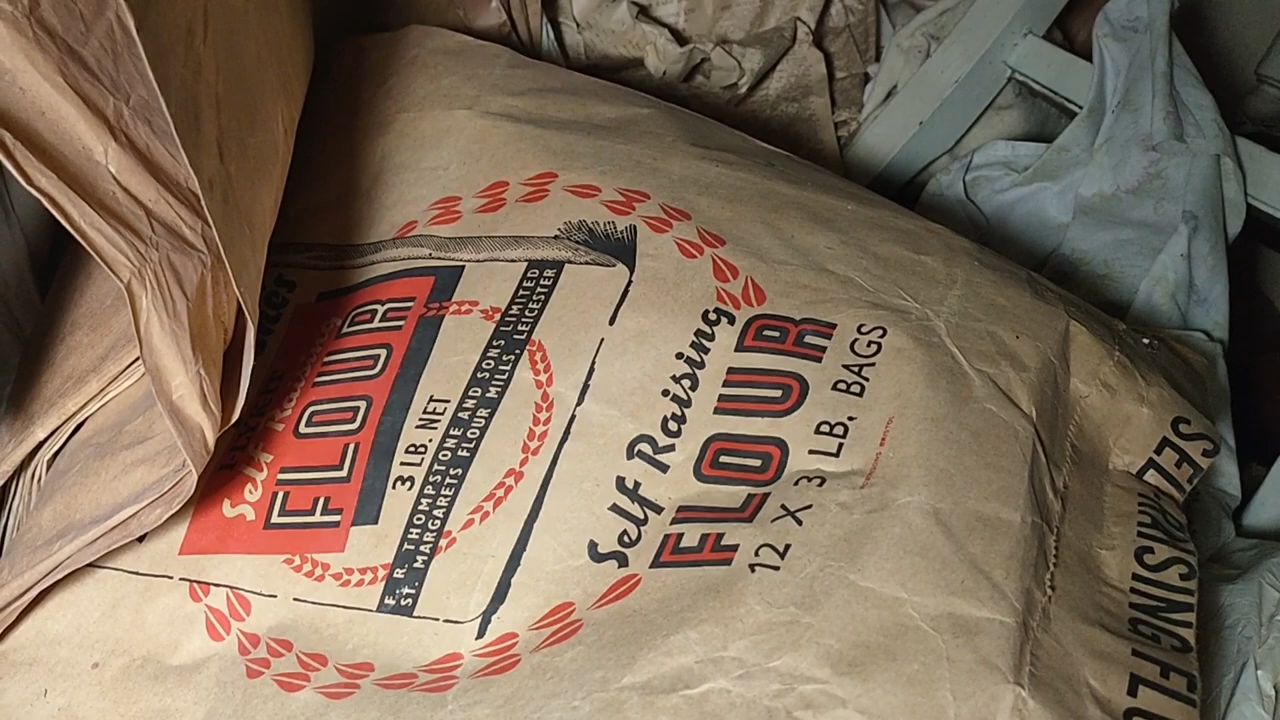 Self Raising
FLOUR
3 LB. NET
F. R. THOMPSTONE AND SONS LIMITED
ST. MARGARETS FLOUR MILLS, LEICESTER
Self Raising
FLOUR
12 X 3 LB. BAGS
SELF-RAISING FLO